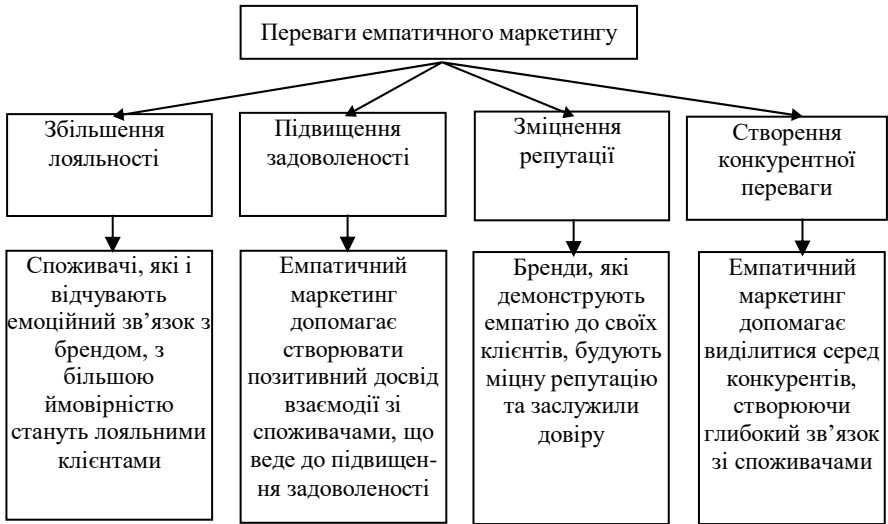 Переваги емпатичного маркетингу
Збільшення
лояльності
Підвищення
задоволеності
Зміцнення
репутації
Створення
конкурентної
переваги
Споживачі, які і
відчувають
емоційний зв’язок з
брендом, з
більшою
ймовірністю
стануть лояльними
клієнтами
Емпатичний
маркетинг
допомагає
створювати
позитивний досвід
взаємодії зі
споживачами, що
веде до підвищен-
ня задоволеності
Бренди, які
демонструють
емпатію до своїх
клієнтів, будують
міцну репутацію
та заслужили
довіру
Емпатичний
маркетинг
допомагає
виділитися серед
конкурентів,
створюючи
глибокий зв’язок
зі споживачами